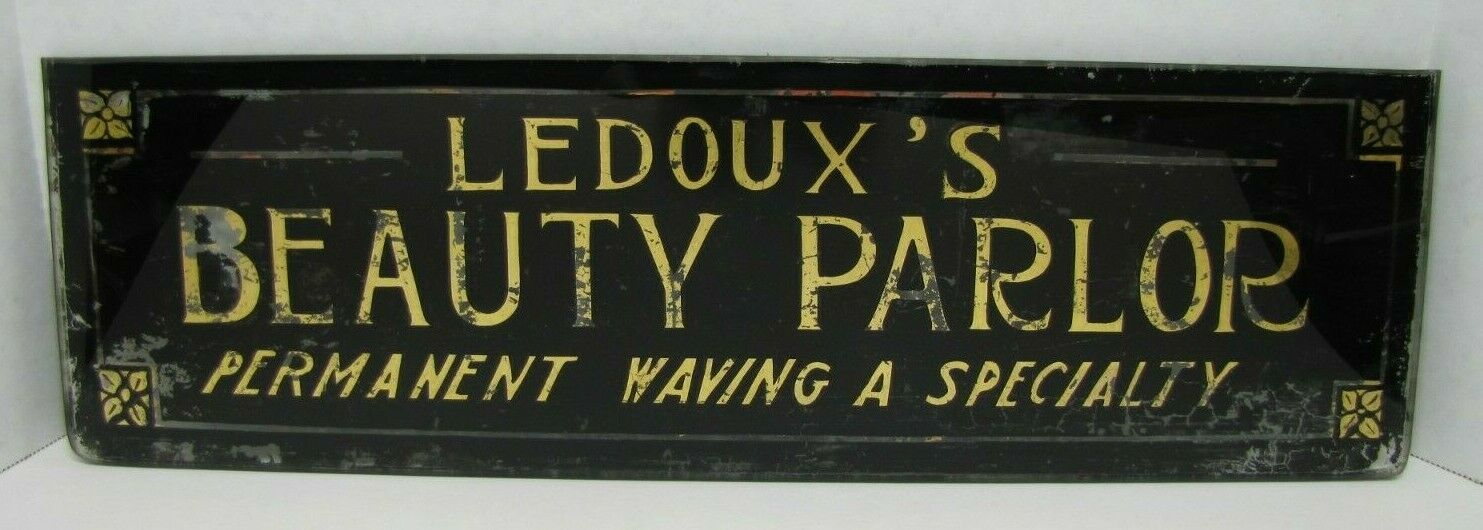 LEDOUX'S
BEAUTY PARLOR
PERMANENT WAVING A SPECIALTY